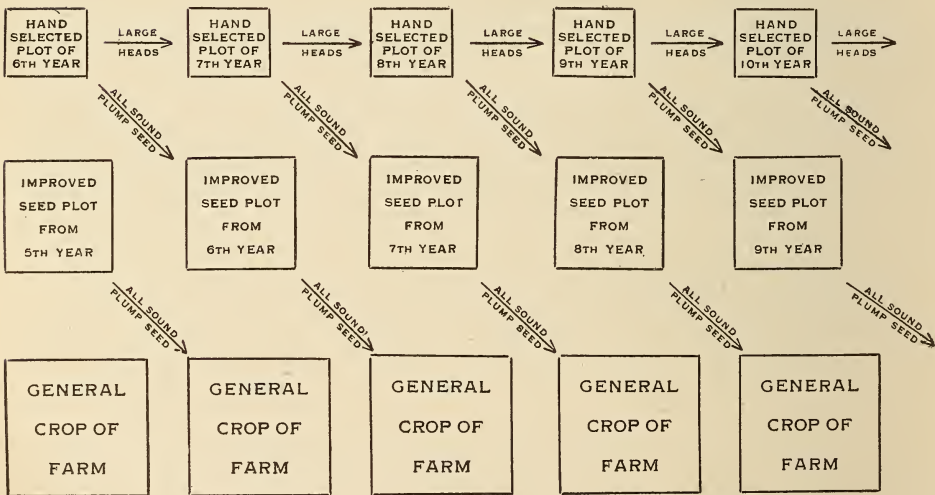 HAND
SELECTED
PLOT OF
6TH YEAR
LARGE
HEADS
HAND
SELECTED
PLOT OF
7TH YEAR
LARGE
HEADS
HAND
SELECTED
PLOT OF
8TH YEAR
LARGE
HEADS
HAND
SELECTED
PLOT OF
9TH YEAR
LARGE
HEADS
HAND
SELECTED
PLOT OF
10TH YEAR
LARGE
HEADS
ALL SOUND
PLUMP SEED
ALL SOUND
PLUMP SEED
ALL SOUND
PLUMP SEED
ALL SOUND
PLUMP SEED
ALL SOUND
PLUMP SEED
IMPROVED
SEED PLOT
FROM
5TH YEAR
IMPROVED
SEED PLOT
FROM
6TH YEAR
IMPROVED
SEED PLOT
FROM
7TH YEAR
IMPROVED
SEED PLOT
FROM
8TH YEAR
IMPROVED
SEED PLOT
FROM
9TH YEAR
ALL SOUND
PLUMP SEED
ALL SOUND
PLUMP SEED
ALL SOUND
PLUMP SEED
ALL SOUND
PLUMP SEED
ALL SOUND
PLUMP SEED
GENERAL
CROP OF
FARM
GENERAL
CROP OF
FARM
GENERAL
CROP OF
FARM
GENERAL
CROP OF
FARM
GENERAL
CROP OF
FARM